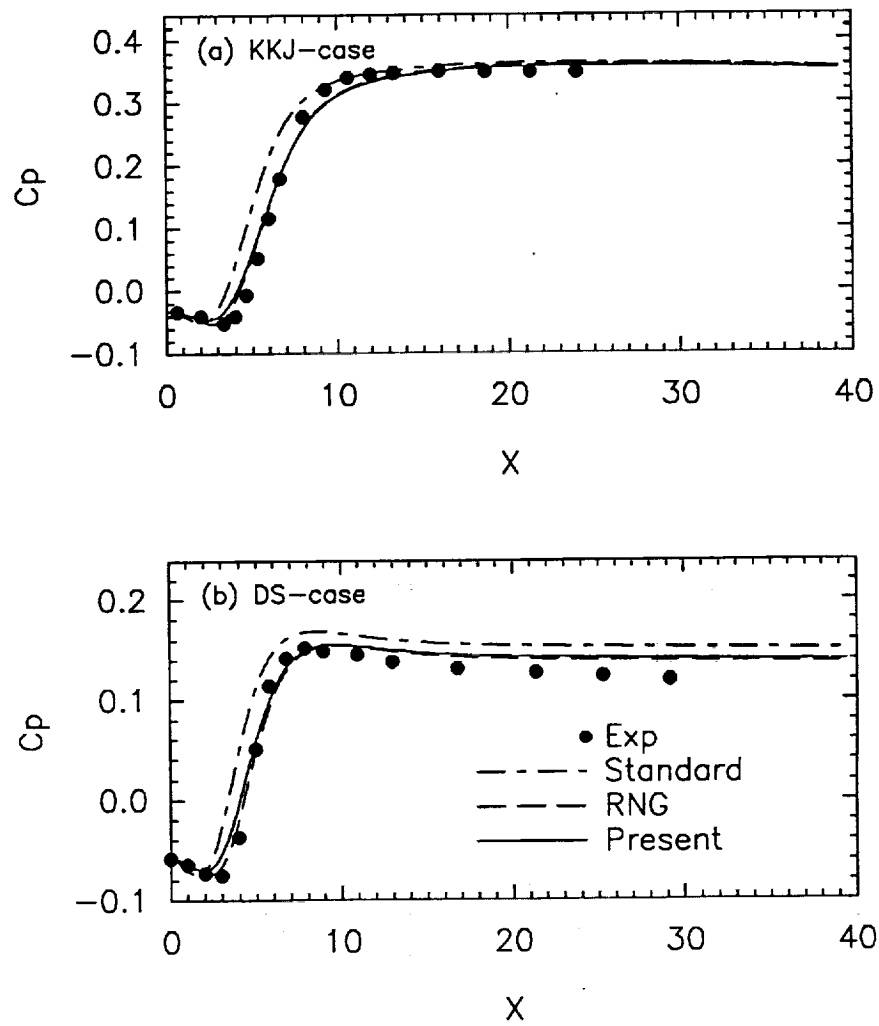 (a) KKJ-case
0.4
0.3
0.2
0.1
0.0
-0.1
Cp
0 10 20 30 40
X
(b) DS-case
0.2
0.1
0.0
-0.1
Cp
Exp
Standard
RNG
Present
0 10 20 30 40
X